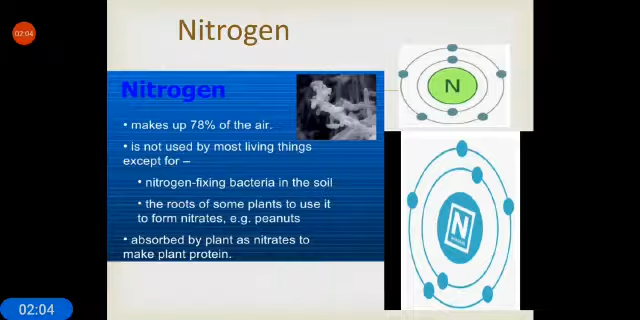 02:04
Nitrogen
Nitrogen
• makes up 78% of the air.
• is not used by most living things
except for –
• nitrogen-fixing bacteria in the soil
• the roots of some plants to use it
to form nitrates, e.g. peanuts
• absorbed by plant as nitrates to
make plant protein.
N
N
02:04